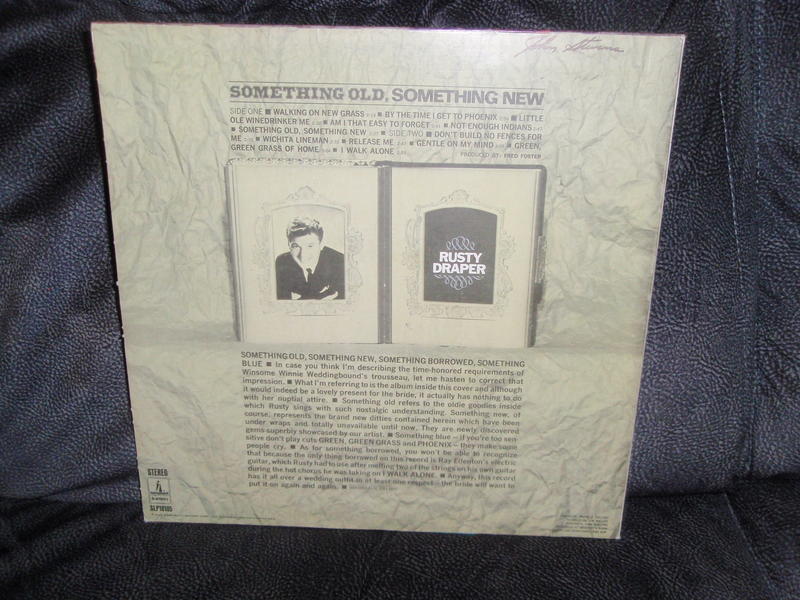 SOMETHING OLD, SOMETHING NEW
SIDE ONE ■ WALKING ON NEW GRASS ■ BY THE TIME I GET TO PHOENIX ■ LITTLE
OLE WINEDRINKER ME ■ AM I THAT EASY TO FORGET ■ NOT ENOUGH INDIANS
■ SOMETHING OLD, SOMETHING NEW ■ SIDE TWO ■ DON'T BUILD NO FENCES FOR
ME ■ WICHITA LINEMAN ■ RELEASE ME ■ GENTLE ON MY MIND ■ GREEN,
GREEN GRASS OF HOME ■ I WALK ALONE
PRODUCED BY: FRED FOSTER
RUSTY
DRAPER
SOMETHING OLD, SOMETHING NEW, SOMETHING BORROWED, SOMETHING
BLUE ■ In case you think I'm describing the time-honored requirements of
Winsome Winnie Weddingbound's trousseau, let me hasten to correct that
impression. ■ What I'm referring to is the album inside this cover and although
it would indeed be a lovely present for the bride, it actually has nothing to do
with her nuptial attire. ■ Something old refers to the oldie goodies inside
which Rusty sings with such nostalgic understanding. Something new, of
course, represents the brand new ditties contained herein which have been
under wraps and totally unavailable until now. They are newly discovered
gems superbly showcased by our artist. ■ Something blue — if you're too sen-
sitive don't play cuts GREEN, GREEN GRASS and PHOENIX — they make some
people cry. ■ As for something borrowed, you won't be able to recognize
that because the only thing borrowed on this record is Ray Edenton's electric
guitar, which Rusty had to use after melting two of the strings on his own guitar
during the hot chorus he was taking on I WALK ALONE. ■ Anyway, this record
has it all over a wedding outfit in at least one respect — the bride will want to
put it on again and again. ■
STEREO
SLP18105